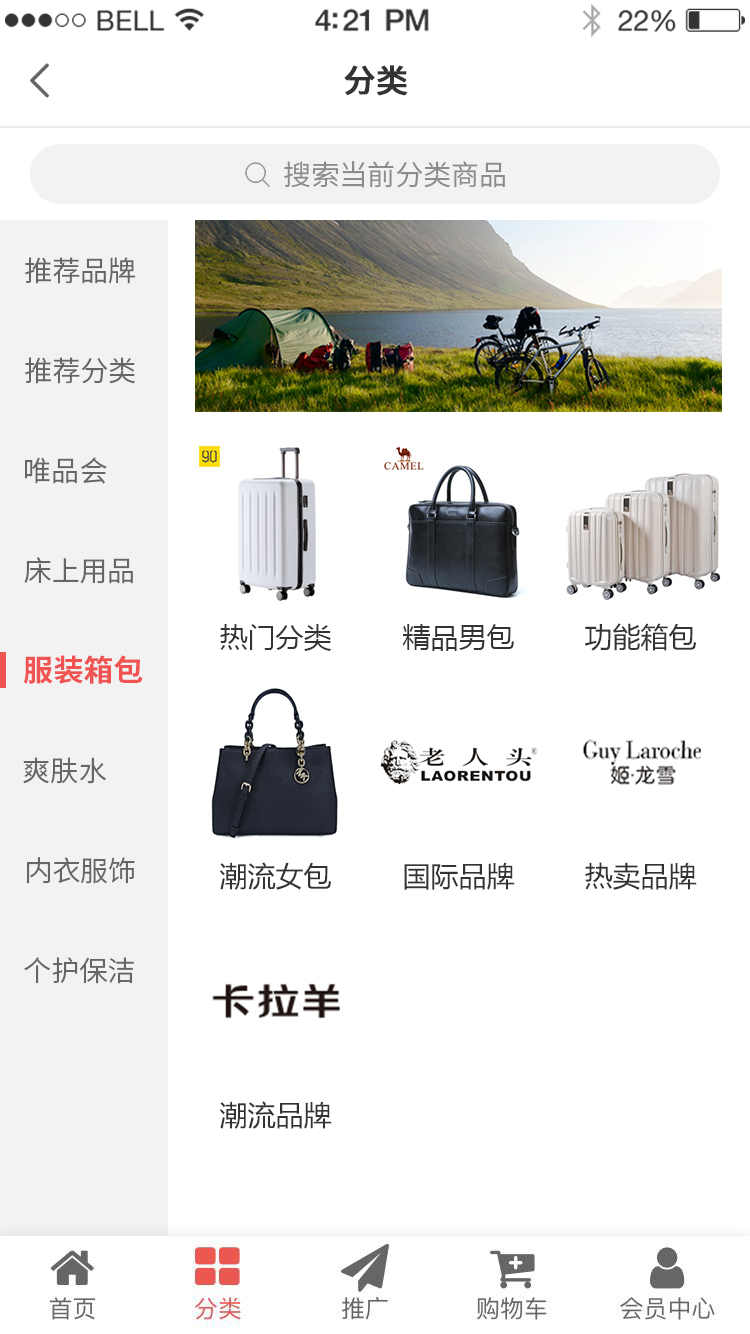 BELL 4:21 PM 22%
分类
搜索当前分类商品
推荐品牌
推荐分类
唯品会
床上用品
服装箱包
爽肤水
内衣服饰
个护保洁
90
CAMEL
热门分类 精品男包 功能箱包
老人头®
LAORENTOU
Guy Laroche
姬·龙雪
潮流女包 国际品牌 热卖品牌
卡拉羊
潮流品牌
首页 分类 推广 购物车 会员中心